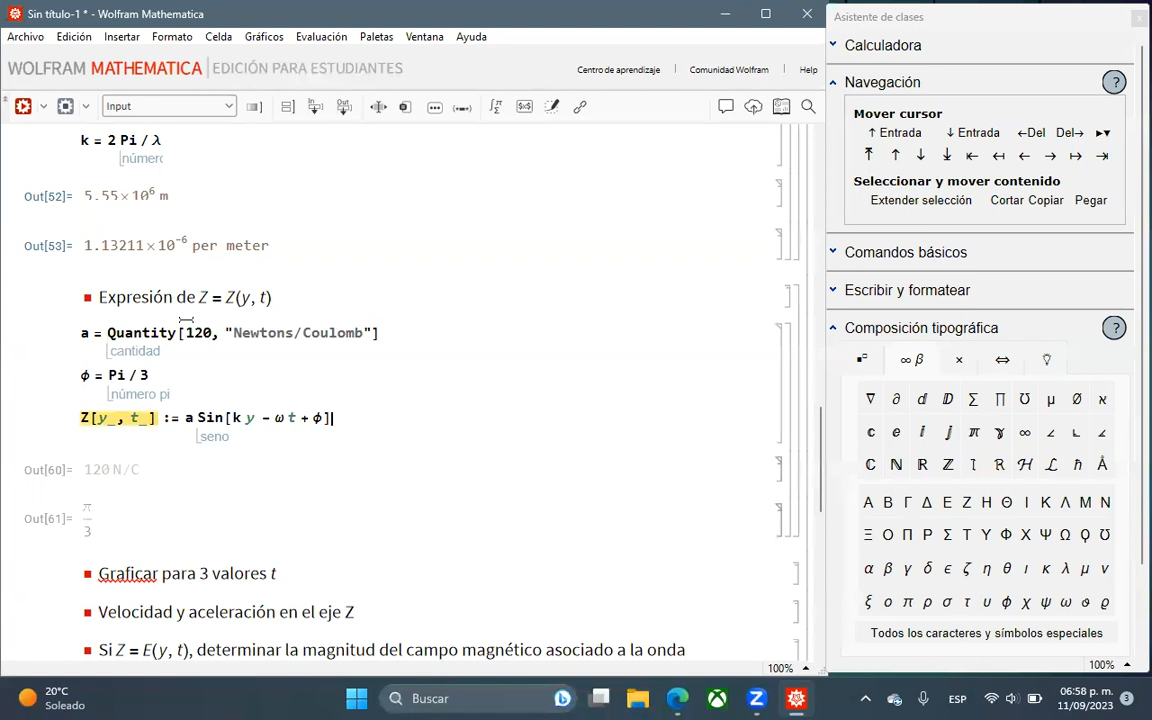 Sin título-1 * - Wolfram Mathematica
Archivo Edición Insertar Formato Celda Gráficos Evaluación Paletas Ventana Ayuda
WOLFRAM MATHEMATICA | EDICIÓN PARA ESTUDIANTES
Centro de aprendizaje | Comunidad Wolfram | Help
Input
k = 2 Pi / λ
número
Out[52]= 5.55×10^6 m
Out[53]= 1.13211×10^-6 per meter
Expresión de Z = Z(y, t)
a = Quantity[120, "Newtons/Coulomb"]
cantidad
ϕ = Pi / 3
número pi
Z[y_, t_] := a Sin[k y - ω t + ϕ]
seno
Out[60]= 120 N/C
Out[61]= π/3
Graficar para 3 valores t
Velocidad y aceleración en el eje Z
Si Z = E(y, t), determinar la magnitud del campo magnético asociado a la onda
100%
Asistente de clases
Calculadora
Navegación ?
Mover cursor
↑ Entrada ↓ Entrada ←Del Del→ ▸▾
Seleccionar y mover contenido
Extender selección Cortar Copiar Pegar
Comandos básicos
Escribir y formatear
Composición tipográfica ?
∞ β × ⇔
∇ ∂ ⅆ ⅅ ∑ ∏ ℧ μ Ø ℵ
ℂ ℕ ℝ ℤ ℩ ℋ ℒ ℏ Å
Α Β Γ Δ Ε Ζ Η Θ Ι Κ Λ Μ Ν
Ξ Ο Π Ρ Σ Τ Υ Φ Χ Ψ Ω Ϙ ℧
α β γ δ ϵ ζ η θ ι κ λ μ ν
ξ ο π ρ σ τ υ ϕ χ ψ ω ϑ ϱ
Todos los caracteres y símbolos especiales
100%
20°C
Soleado
Buscar
ESP
06:58 p. m.
11/09/2023
3